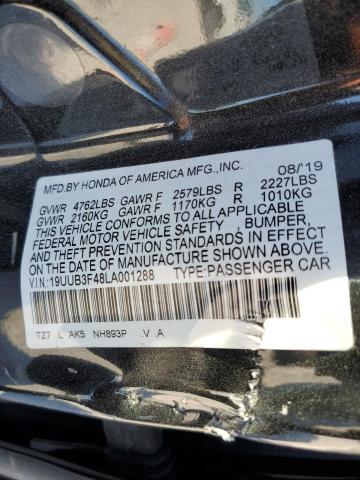 MFD.BY HONDA OF AMERICA MFG.,INC. 08/'19
GVWR 4762LBS GAWR F 2579LBS R 2227LBS
GVWR 2160KG GAWR F 1170KG R 1010KG
THIS VEHICLE CONFORMS TO ALL APPLICABLE
FEDERAL MOTOR VEHICLE SAFETY, BUMPER,
AND THEFT PREVENTION STANDARDS IN EFFECT
ON THE DATE OF MANUFACTURE SHOWN ABOVE.
V.I.N:19UUB3F48LA001288 TYPE:PASSENGER CAR
TZ7 L AK5 NH893P .V .A